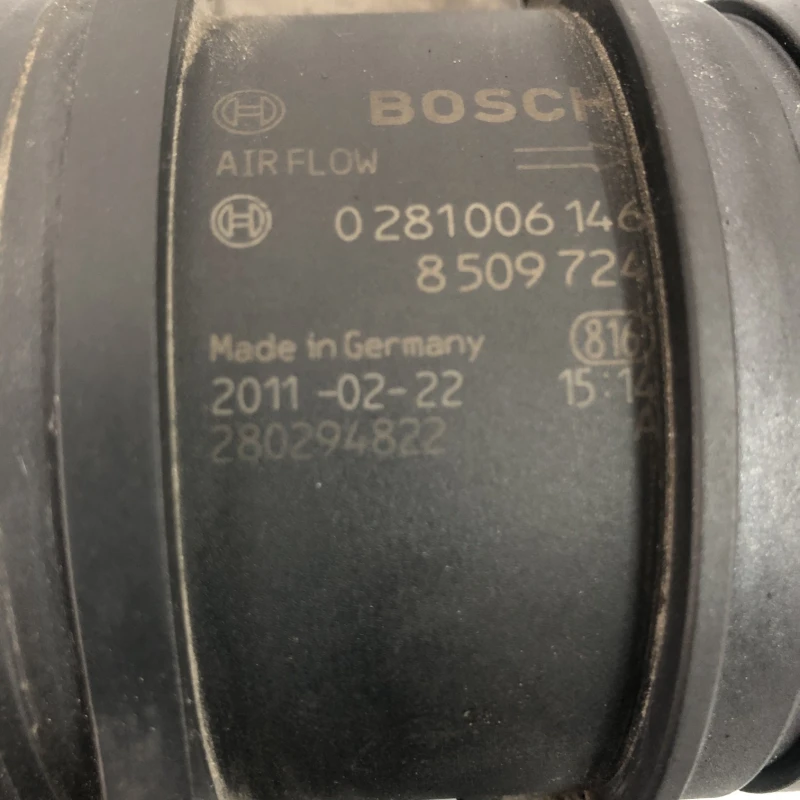 BOSCH
AIR FLOW
0 281 006 146
8 509 724
Made in Germany 816
2011-02-22 15:14
280294822 A